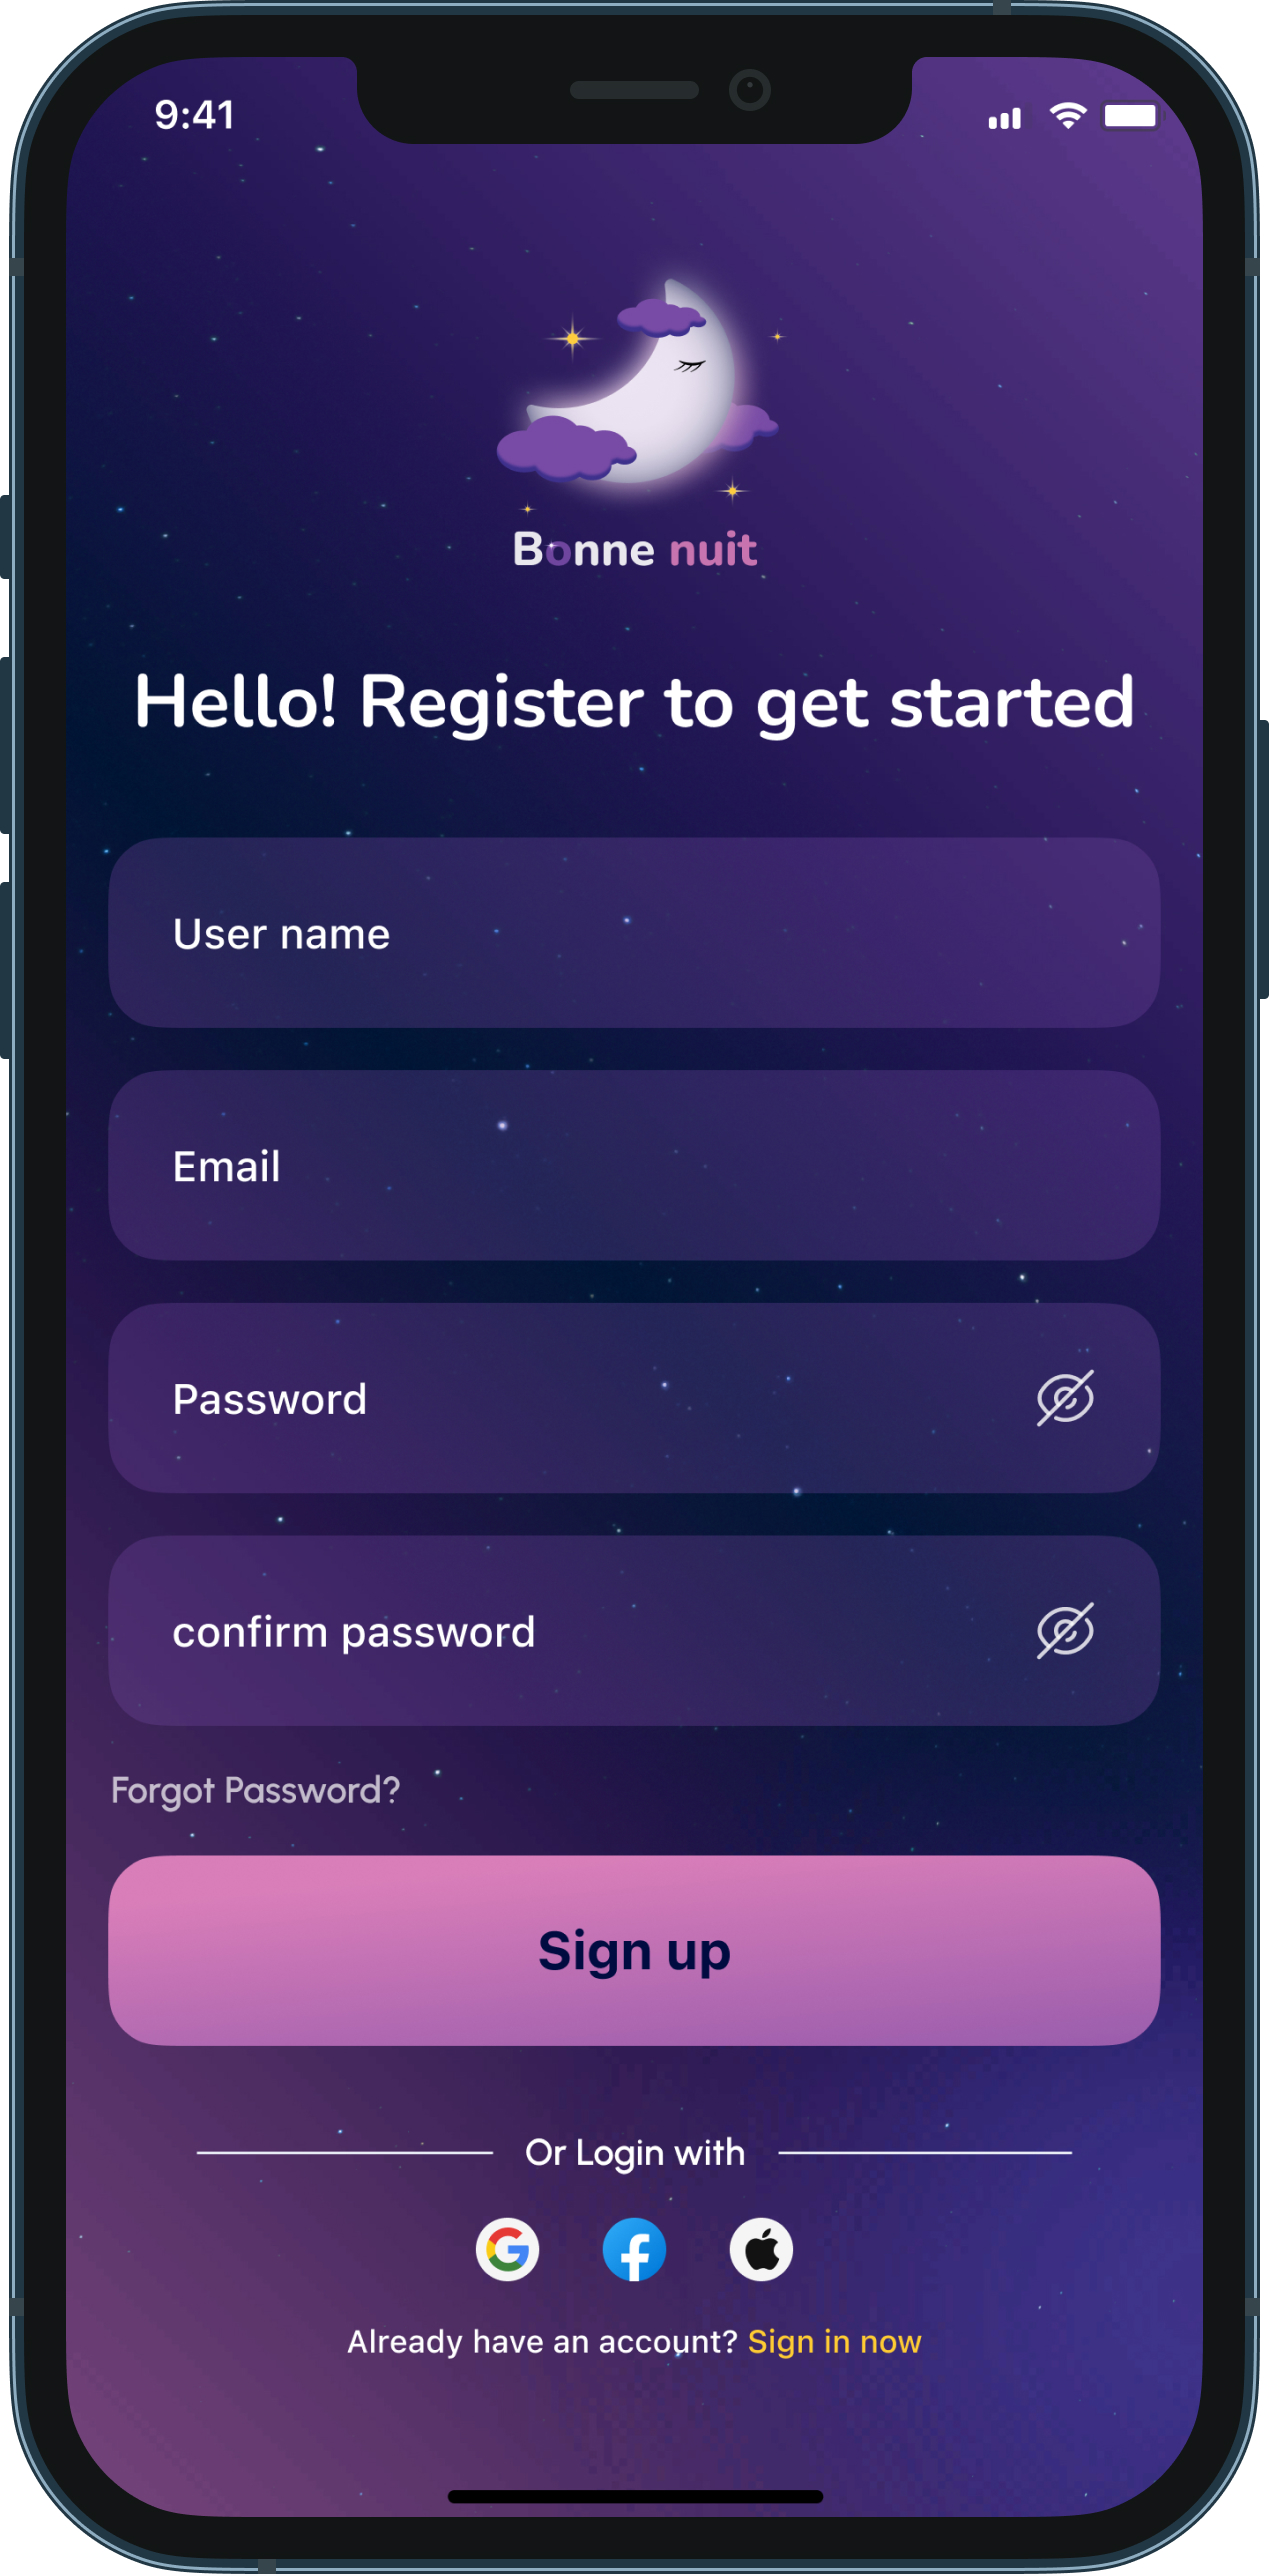 9:41
Bonne nuit
Hello! Register to get started
User name
Email
Password
confirm password
Forgot Password?
Sign up
Or Login with
Already have an account? Sign in now